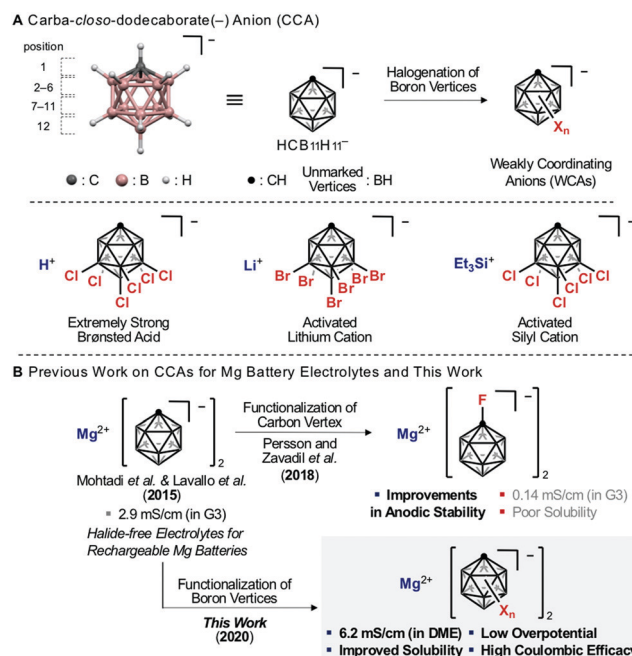 A Carba-closo-dodecaborate(–) Anion (CCA)
position
1
2–6
7–11
12
–
≡
–
HCB11H11–
Halogenation of
Boron Vertices
–
Xn
Weakly Coordinating
Anions (WCAs)
: C : B : H
: CH Unmarked Vertices : BH
H+
–
Cl Cl Cl Cl Cl Cl
Extremely Strong
Brønsted Acid
Li+
–
Br Br Br Br Br Br
Activated
Lithium Cation
Et3Si+
–
Cl Cl Cl Cl Cl Cl
Activated
Silyl Cation
B Previous Work on CCAs for Mg Battery Electrolytes and This Work
Mg2+
–
2
Mohtadi et al. & Lavallo et al.
(2015)
2.9 mS/cm (in G3)
Halide-free Electrolytes for
Rechargeable Mg Batteries
Functionalization of
Carbon Vertex
Persson and
Zavadil et al.
(2018)
Mg2+
F
–
2
Improvements
in Anodic Stability
0.14 mS/cm (in G3)
Poor Solubility
Functionalization of
Boron Vertices
This Work
(2020)
Mg2+
–
Xn
2
6.2 mS/cm (in DME) Low Overpotential
Improved Solubility High Coulombic Efficacy